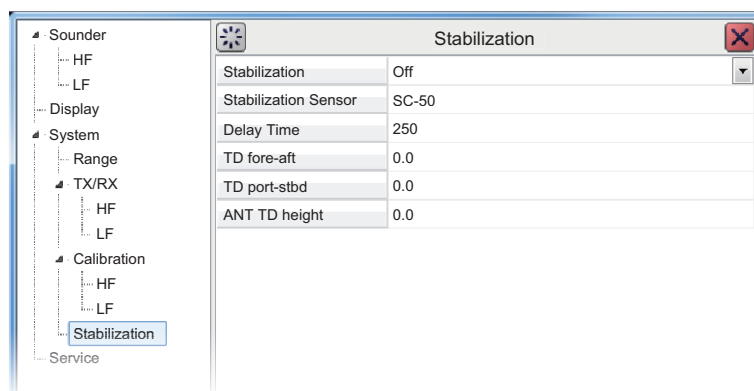 Sounder
HF
LF
Display
System
Range
TX/RX
HF
LF
Calibration
HF
LF
Stabilization
Service
Stabilization
Stabilization Off
Stabilization Sensor SC-50
Delay Time 250
TD fore-aft 0.0
TD port-stbd 0.0
ANT TD height 0.0